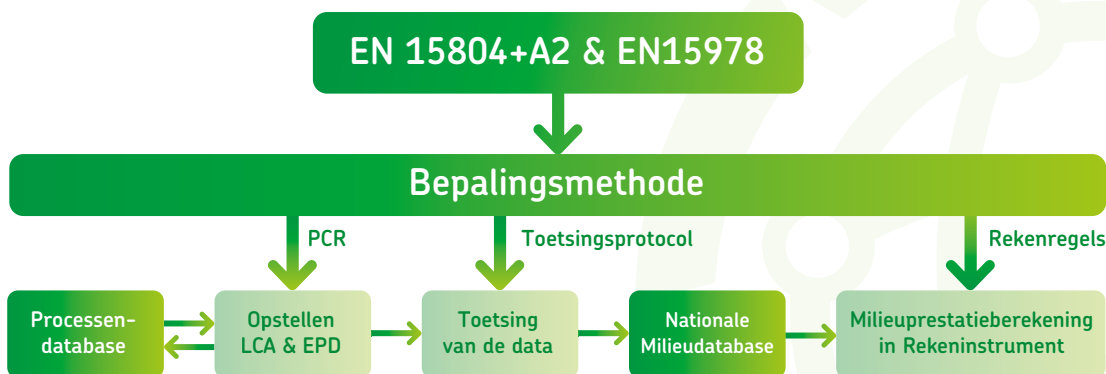 EN 15804+A2 & EN15978
Bepalingsmethode
PCR
Toetsingsprotocol
Rekenregels
Processen-
database
Opstellen
LCA & EPD
Toetsing
van de data
Nationale
Milieudatabase
Milieuprestatieberekening
in Rekeninstrument